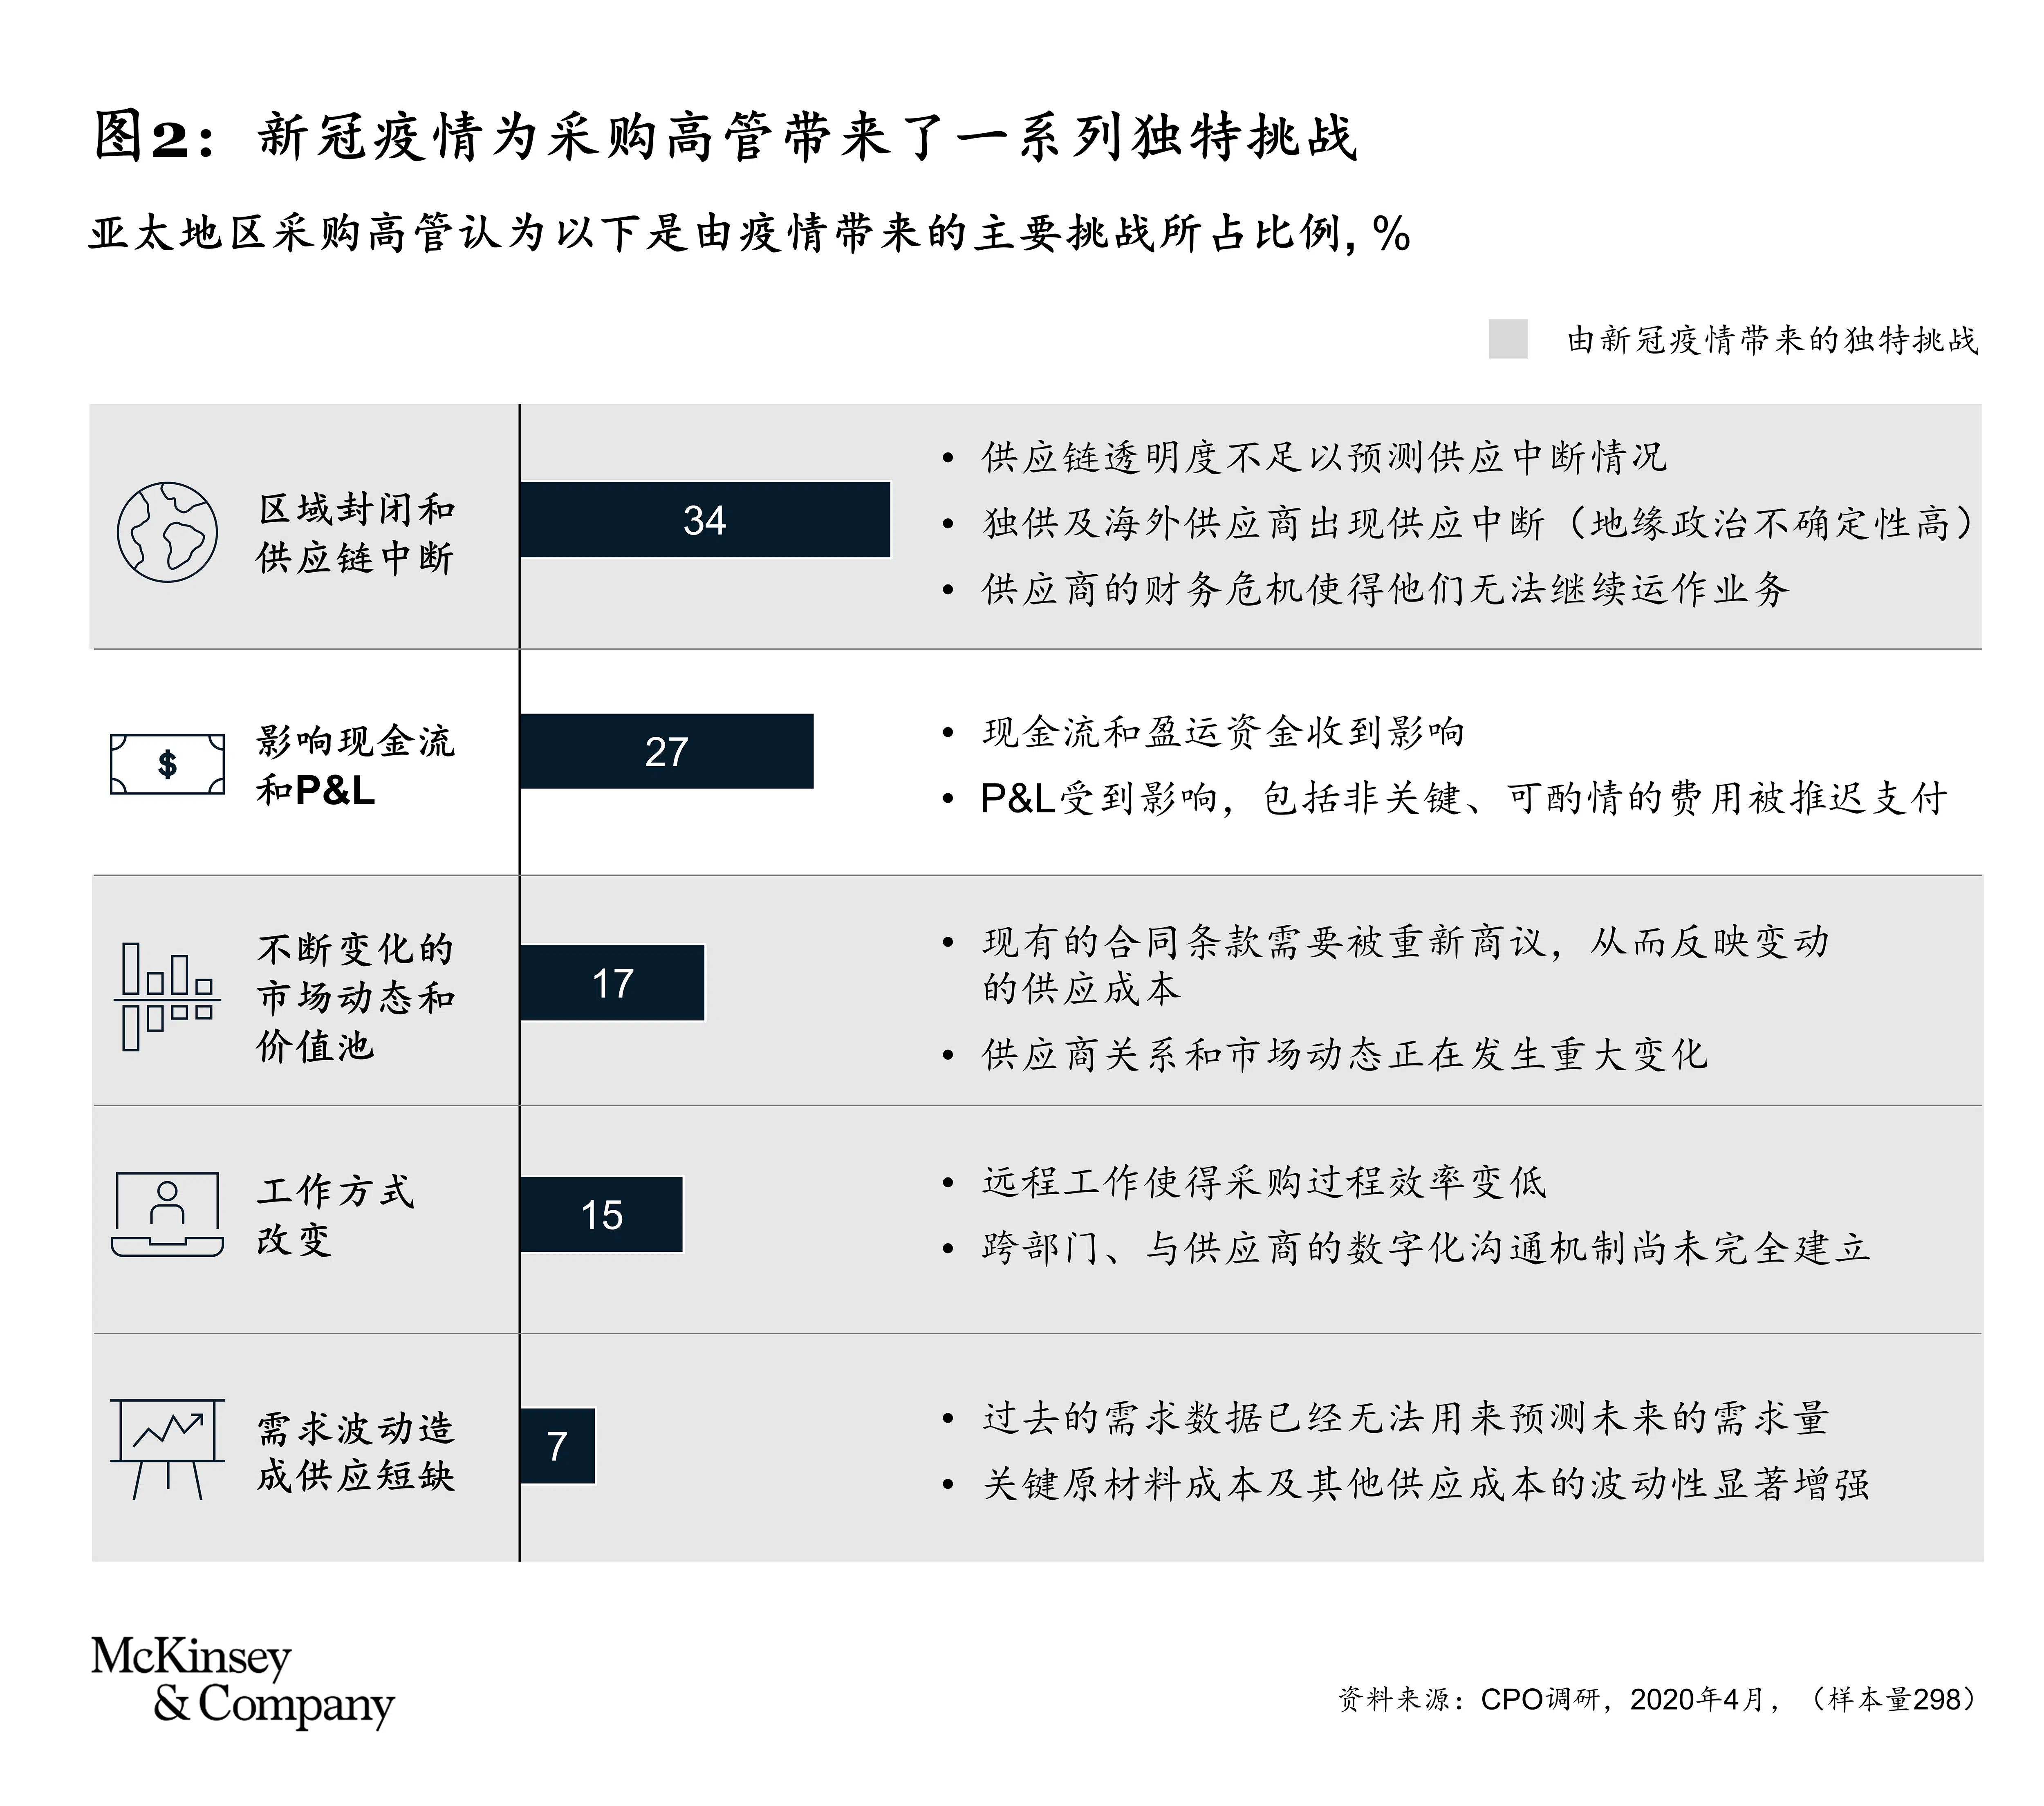 图2：新冠疫情为采购高管带来了一系列独特挑战
亚太地区采购高管认为以下是由疫情带来的主要挑战所占比例, %
由新冠疫情带来的独特挑战
区域封闭和
供应链中断
34
• 供应链透明度不足以预测供应中断情况
• 独供及海外供应商出现供应中断（地缘政治不确定性高）
• 供应商的财务危机使得他们无法继续运作业务
$
影响现金流
和P&L
27
• 现金流和盈运资金收到影响
• P&L受到影响，包括非关键、可酌情的费用被推迟支付
不断变化的
市场动态和
价值池
17
• 现有的合同条款需要被重新商议，从而反映变动
的供应成本
• 供应商关系和市场动态正在发生重大变化
工作方式
改变
15
• 远程工作使得采购过程效率变低
• 跨部门、与供应商的数字化沟通机制尚未完全建立
需求波动造
成供应短缺
7
• 过去的需求数据已经无法用来预测未来的需求量
• 关键原材料成本及其他供应成本的波动性显著增强
McKinsey
& Company
资料来源：CPO调研，2020年4月，（样本量298）